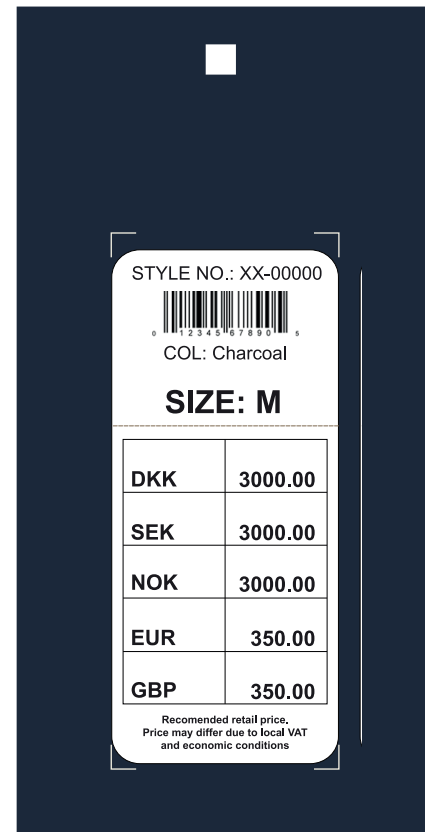 STYLE NO.: XX-00000
0 12345 67890 5
COL: Charcoal
SIZE: M
DKK 3000.00
SEK 3000.00
NOK 3000.00
EUR 350.00
GBP 350.00
Recomended retail price.
Price may differ due to local VAT
and economic conditions